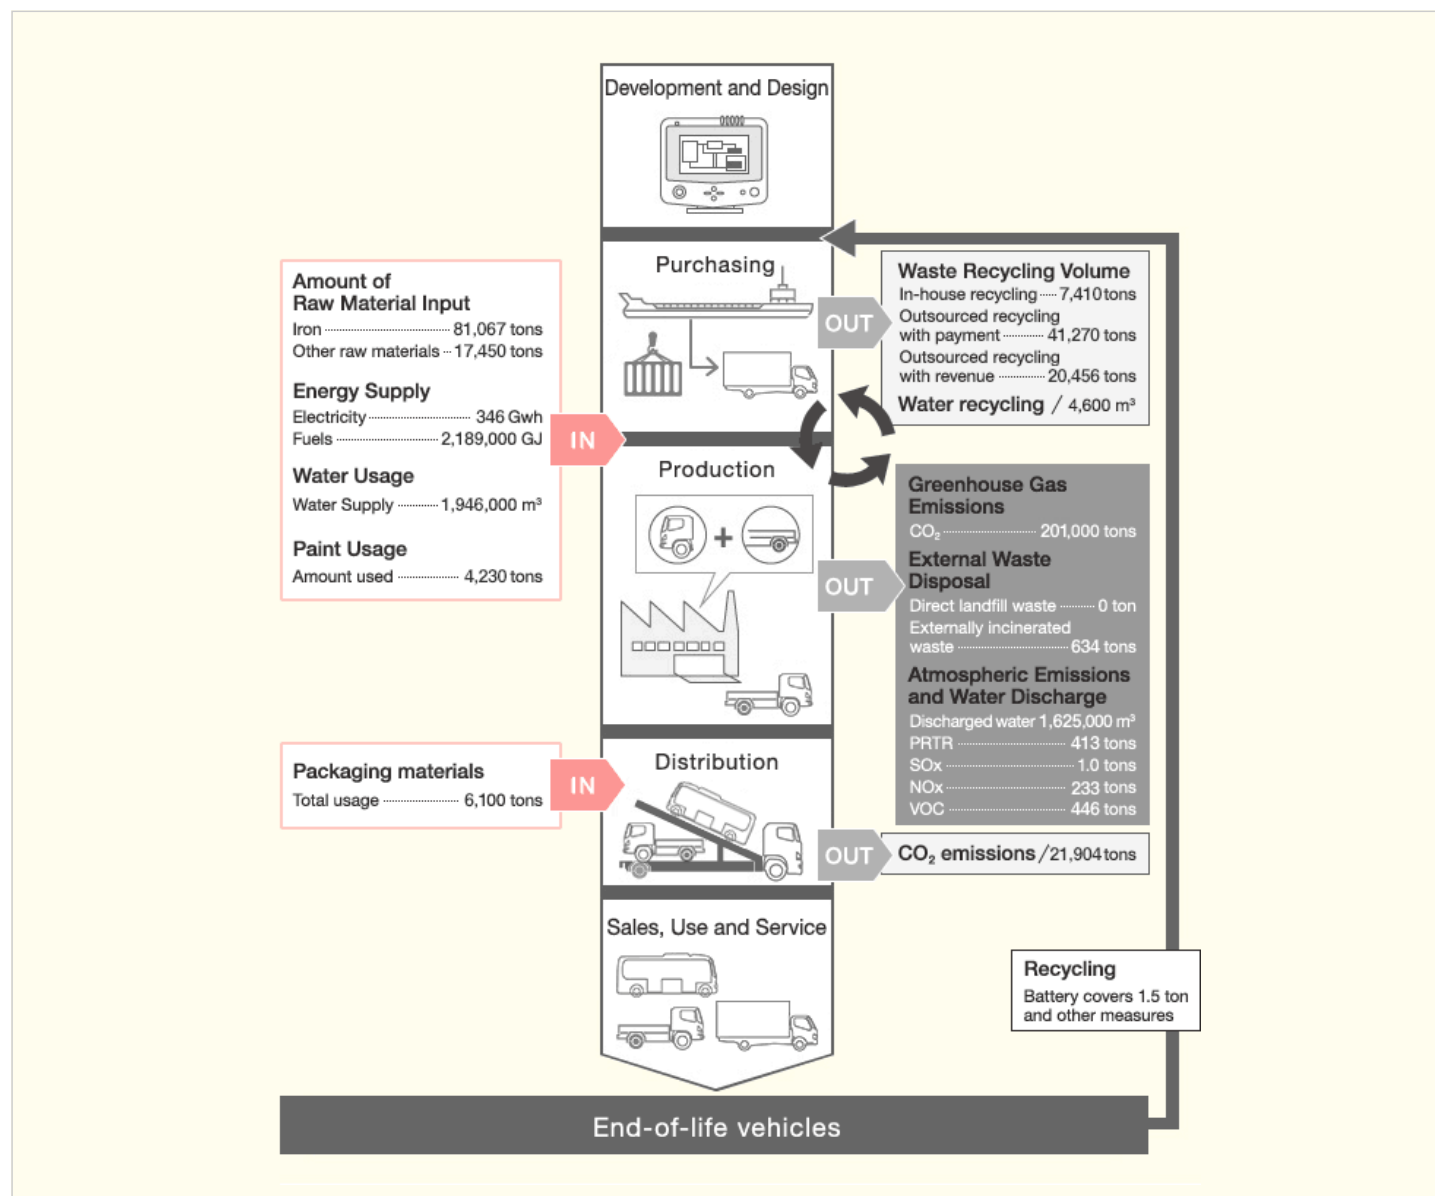 Development and Design
Purchasing
Amount of
Raw Material Input
Iron 81,067 tons
Other raw materials 17,450 tons
Energy Supply
Electricity 346 Gwh
Fuels 2,189,000 GJ
Water Usage
Water Supply 1,946,000 m³
Paint Usage
Amount used 4,230 tons
IN
OUT
Waste Recycling Volume
In-house recycling 7,410 tons
Outsourced recycling
with payment 41,270 tons
Outsourced recycling
with revenue 20,456 tons
Water recycling / 4,600 m³
Production
OUT
Greenhouse Gas
Emissions
CO₂ 201,000 tons
External Waste
Disposal
Direct landfill waste 0 ton
Externally incinerated
waste 634 tons
Atmospheric Emissions
and Water Discharge
Discharged water 1,625,000 m³
PRTR 413 tons
SOx 1.0 tons
NOx 233 tons
VOC 446 tons
Packaging materials
Total usage 6,100 tons
IN
Distribution
OUT
CO₂ emissions / 21,904 tons
Sales, Use and Service
Recycling
Battery covers 1.5 ton
and other measures
End-of-life vehicles